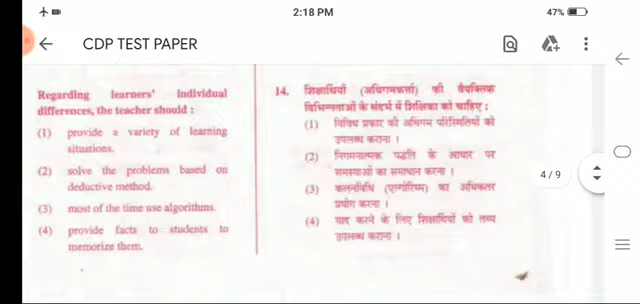 2:18 PM
47%
CDP TEST PAPER
Regarding learners' individual
differences, the teacher should :
(1) provide a variety of learning
situations.
(2) solve the problems based on
deductive method.
(3) most of the time use algorithms.
(4) provide facts to students to
memorize them.
14. शिक्षार्थियों (अधिगमकर्त्ता) की वैयक्तिक
विभिन्नताओं के संदर्भ में शिक्षिका को चाहिए :
(1) विविध प्रकार की अधिगम परिस्थितियों को
उपलब्ध कराना ।
(2) निगमनात्मक पद्धति के आधार पर
समस्याओं का समाधान करना ।
(3) कलनविधि (एल्गोरिथ्म) का अधिकतर
प्रयोग करना ।
(4) याद करने के लिए शिक्षार्थियों को तथ्य
उपलब्ध कराना ।
4 / 9